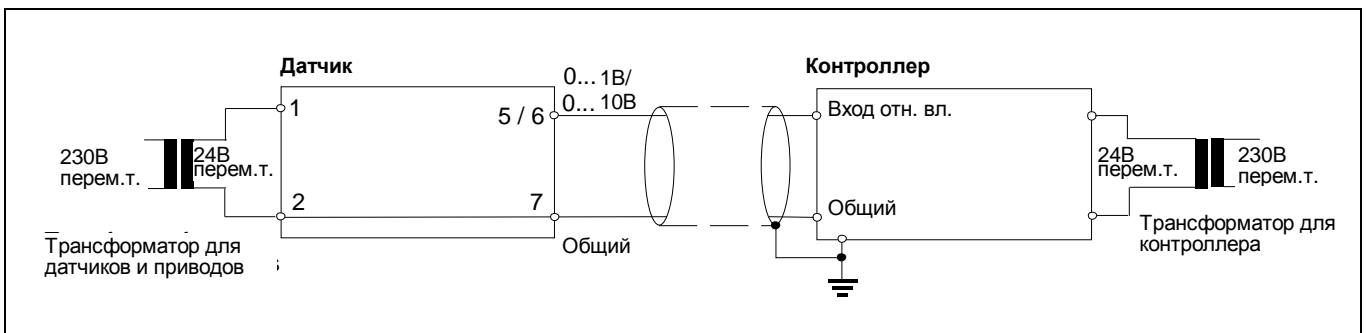 Датчик
Контроллер
0... 1В/
0... 10В
1
5 / 6
Вход отн. вл.
230В
перем.т.
24В
перем.т.
24В
перем.т.
230В
перем.т.
2
7
Общий
Общий
Трансформатор для
датчиков и приводов
Трансформатор для
контроллера